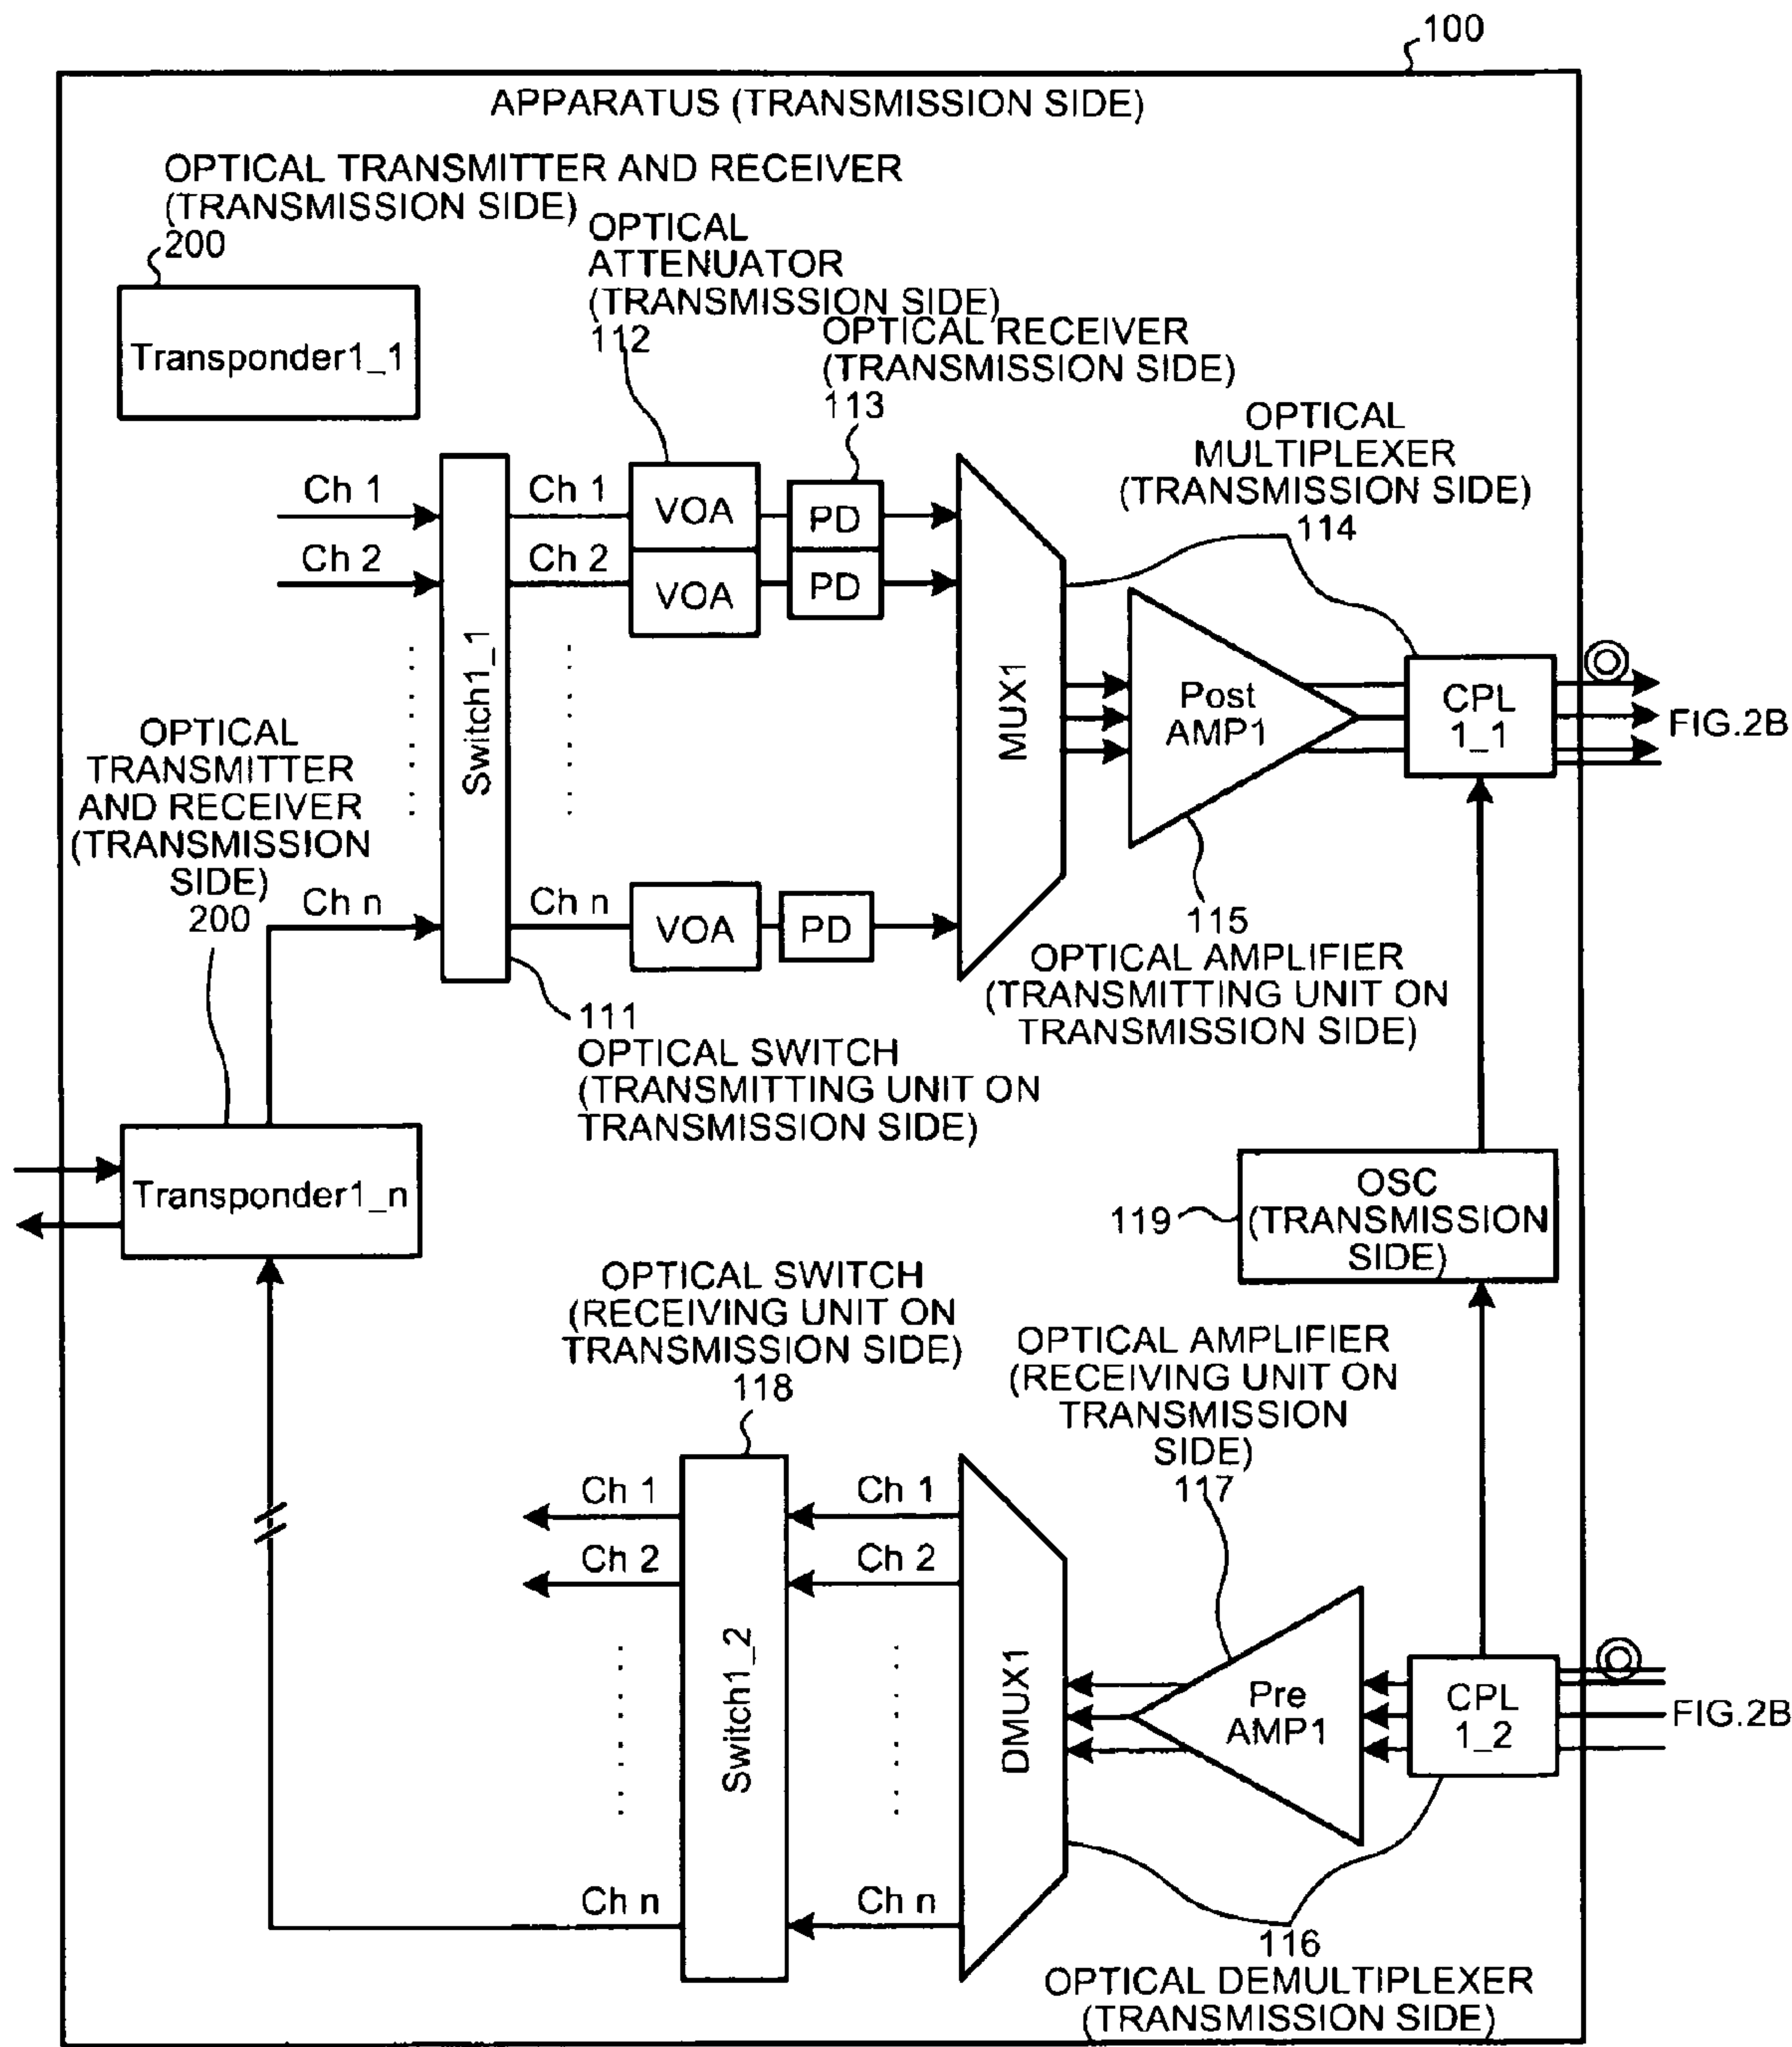 100
APPARATUS (TRANSMISSION SIDE)
OPTICAL TRANSMITTER AND RECEIVER
(TRANSMISSION SIDE)
200
Transponder1_1
OPTICAL
ATTENUATOR
(TRANSMISSION SIDE)
112
OPTICAL RECEIVER
(TRANSMISSION SIDE)
113
OPTICAL
MULTIPLEXER
(TRANSMISSION SIDE)
114
Ch 1
Ch 2
Ch n
Switch1_1
Ch 1
Ch 2
Ch n
VOA
PD
VOA
PD
VOA
PD
MUX1
Post
AMP1
CPL
1_1
FIG.2B
OPTICAL
TRANSMITTER
AND RECEIVER
(TRANSMISSION
SIDE)
200
115
OPTICAL AMPLIFIER
(TRANSMITTING UNIT ON
TRANSMISSION SIDE)
111
OPTICAL SWITCH
(TRANSMITTING UNIT ON
TRANSMISSION SIDE)
Transponder1_n
119
OSC
(TRANSMISSION
SIDE)
OPTICAL SWITCH
(RECEIVING UNIT ON
TRANSMISSION SIDE)
118
OPTICAL AMPLIFIER
(RECEIVING UNIT ON
TRANSMISSION
SIDE)
117
Ch 1
Ch 2
Ch n
Switch1_2
Ch 1
Ch 2
Ch n
DMUX1
Pre
AMP1
CPL
1_2
FIG.2B
116
OPTICAL DEMULTIPLEXER
(TRANSMISSION SIDE)